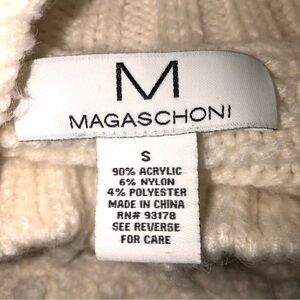 M
MAGASCHONI
S
90% ACRYLIC
6% NYLON
4% POLYESTER
MADE IN CHINA
RN# 93178
SEE REVERSE
FOR CARE